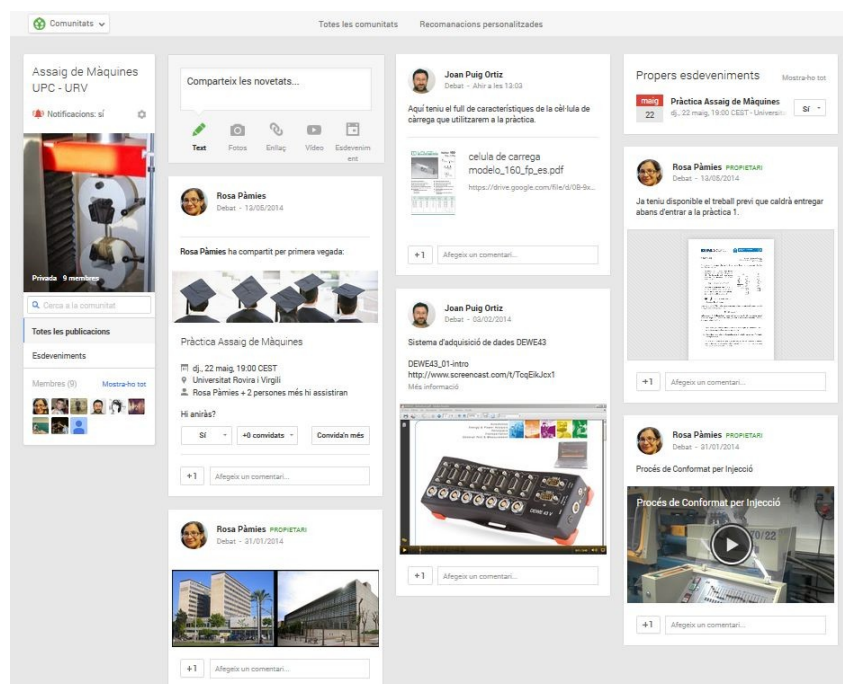 Comunitats
Totes les comunitats
Recomanacions personalitzades
Assaig de Màquines
UPC - URV
Notificacions: sí
Privada 9 membres
Cerca a la comunitat
Totes les publicacions
Esdeveniments
Membres (9)
Mostra-ho tot
Comparteix les novetats...
Text
Fotos
Enllaç
Vídeo
Esdevenim
ent
Rosa Pàmies
Debat - 13/05/2014
Rosa Pàmies ha compartit per primera vegada:
Pràctica Assaig de Màquines
dj., 22 maig, 19:00 CEST
Universitat Rovira i Virgili
Rosa Pàmies + 2 persones més hi assistiran
Hi aniràs?
Sí
+0 convidats
Convida'n més
+1
Afegeix un comentari...
Rosa Pàmies PROPIETARI
Debat - 31/01/2014
+1
Afegeix un comentari...
Joan Puig Ortiz
Debat - Ahir a les 13:03
Aquí teniu el full de característiques de la cèl·lula de
càrrega que utilitzarem a la pràctica.
celula de carrega
modelo_160_fp_es.pdf
https://drive.google.com/file/d/0B-9x...
+1
Afegeix un comentari...
Joan Puig Ortiz
Debat - 03/02/2014
Sistema d'adquisició de dades DEWE43
DEWE43_01-intro
http://www.screencast.com/t/TcqEikJcx1
Més informació
DEWE-43 V
+1
Afegeix un comentari...
Propers esdeveniments
Mostra-ho tot
maig
22
Pràctica Assaig de Màquines
dj., 22 maig, 19:00 CEST - Universit
Sí
Rosa Pàmies PROPIETARI
Debat - 13/05/2014
Ja teniu disponible el treball previ que caldrà entregar
abans d'entrar a la pràctica 1.
+1
Afegeix un comentari...
Rosa Pàmies PROPIETARI
Debat - 31/01/2014
Procés de Conformat per Injecció
Procés de Conformat per Injecció
+1
Afegeix un comentari...